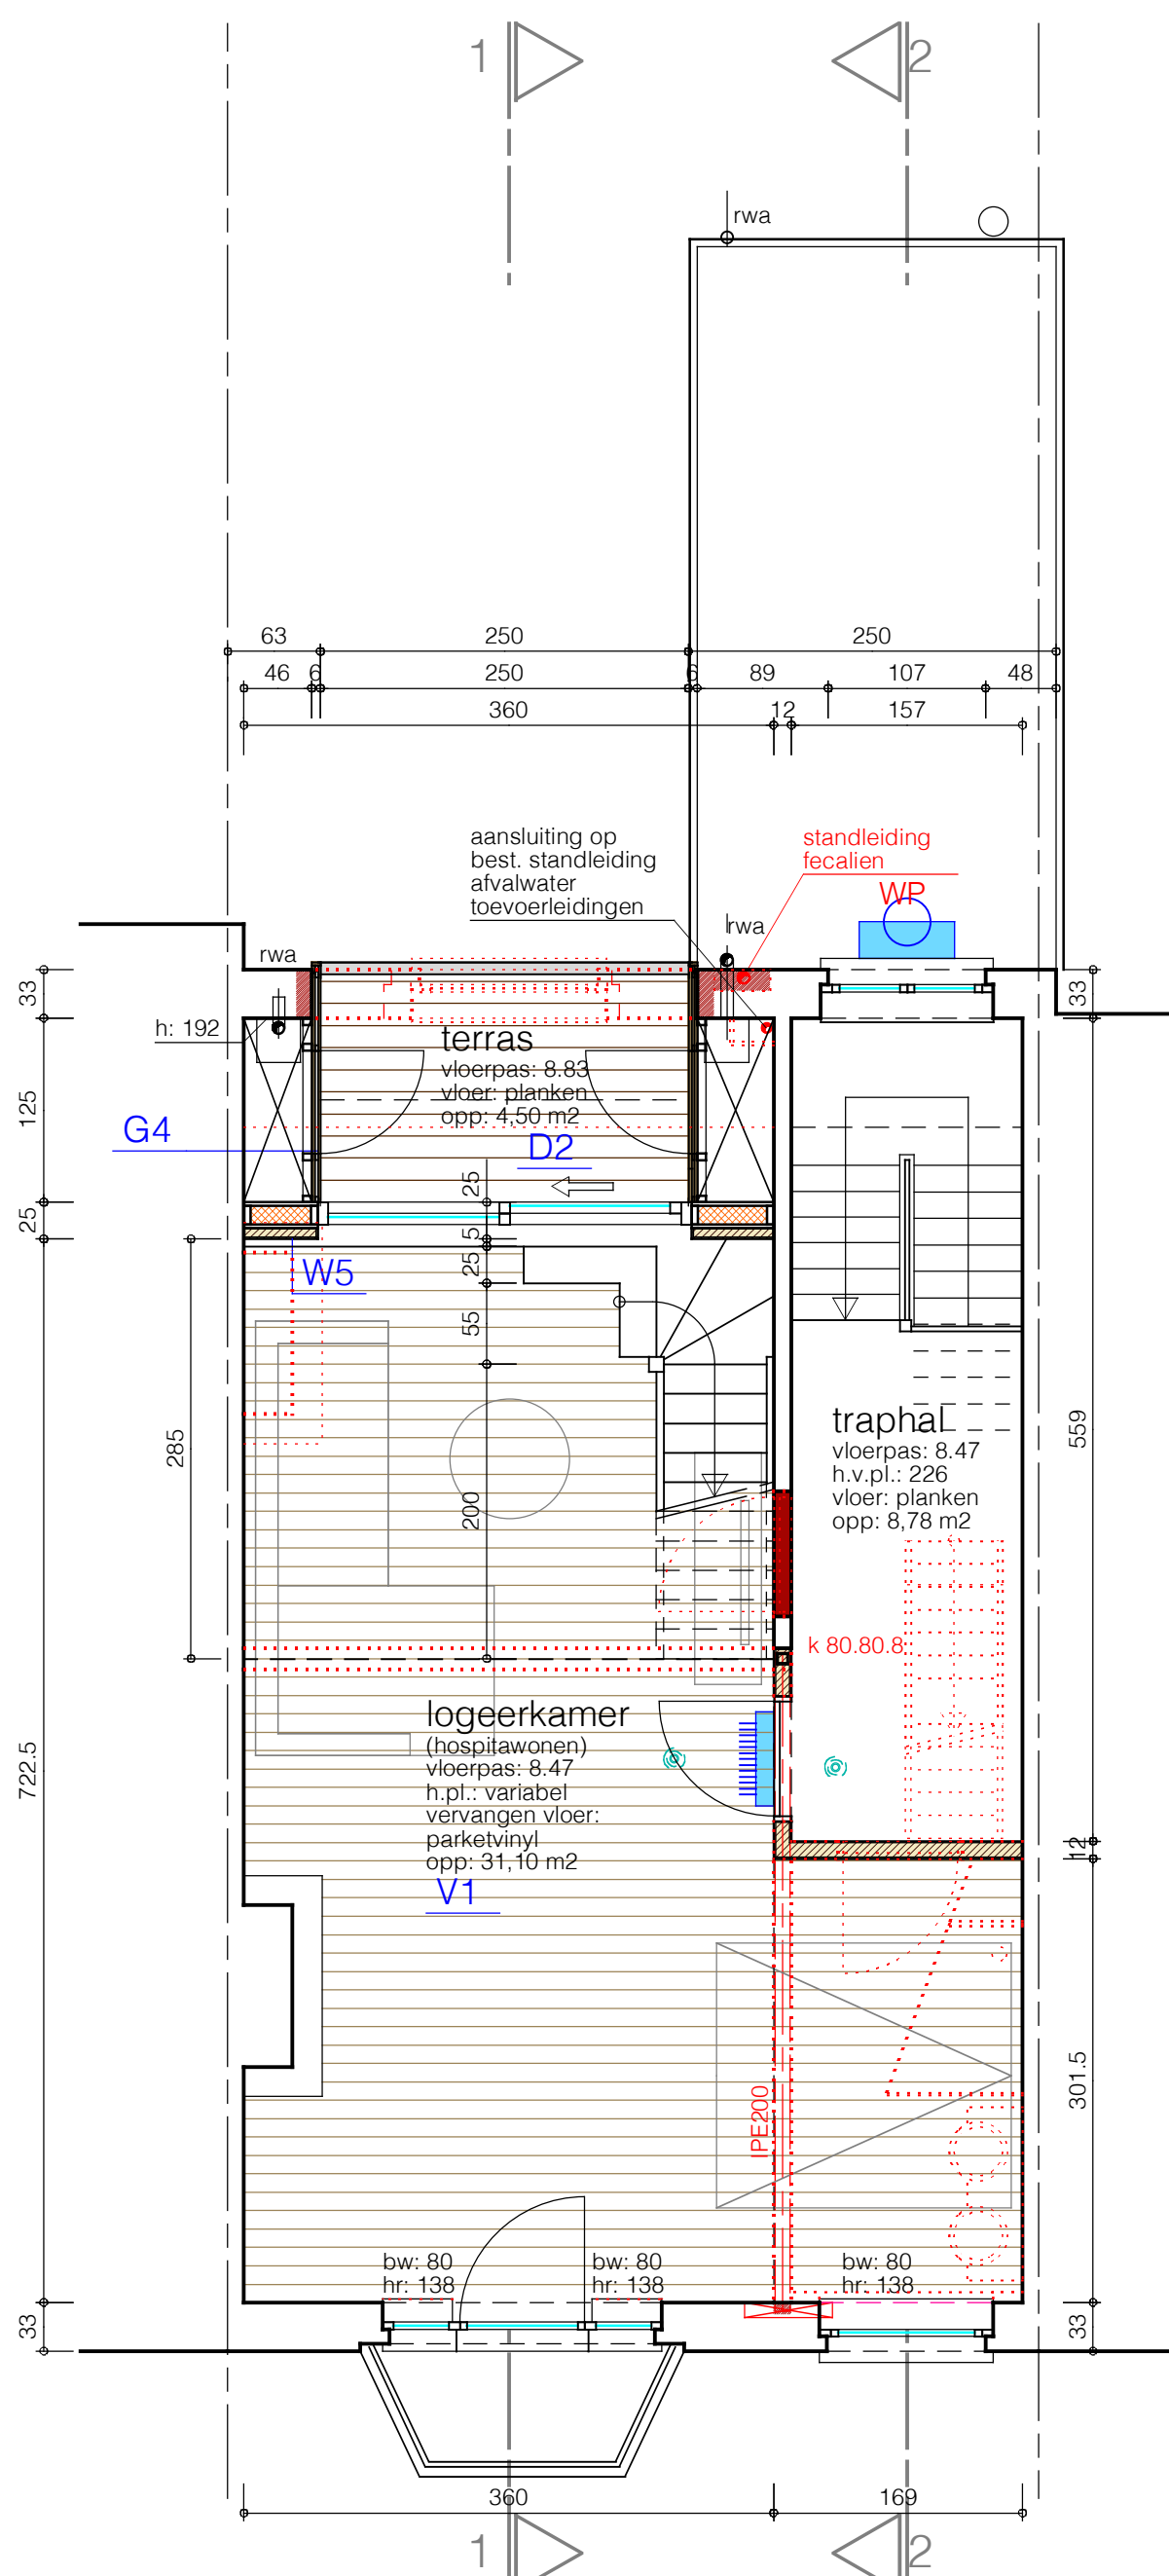 1
2
rwa
63
250
250
46
6
250
6
89
107
48
360
12
157
aansluiting op
best. standleiding
afvalwater
toevoerleidingen
standleiding
fecalien
WP
rwa
rwa
33
33
h: 192
terras
vloerpas: 8.83
vloer: planken
opp: 4,50 m2
125
G4
D2
25
25
5
25
W5
55
285
200
traphal
vloerpas: 8.47
h.v.pl.: 226
vloer: planken
opp: 8,78 m2
559
k 80.80.8
logeerkamer
(hospitawonen)
vloerpas: 8.47
h.pl.: variabel
vervangen vloer:
parketvinyl
opp: 31,10 m2
V1
722.5
12
301.5
IPE200
bw: 80
hr: 138
bw: 80
hr: 138
bw: 80
hr: 138
33
33
360
169
1
2